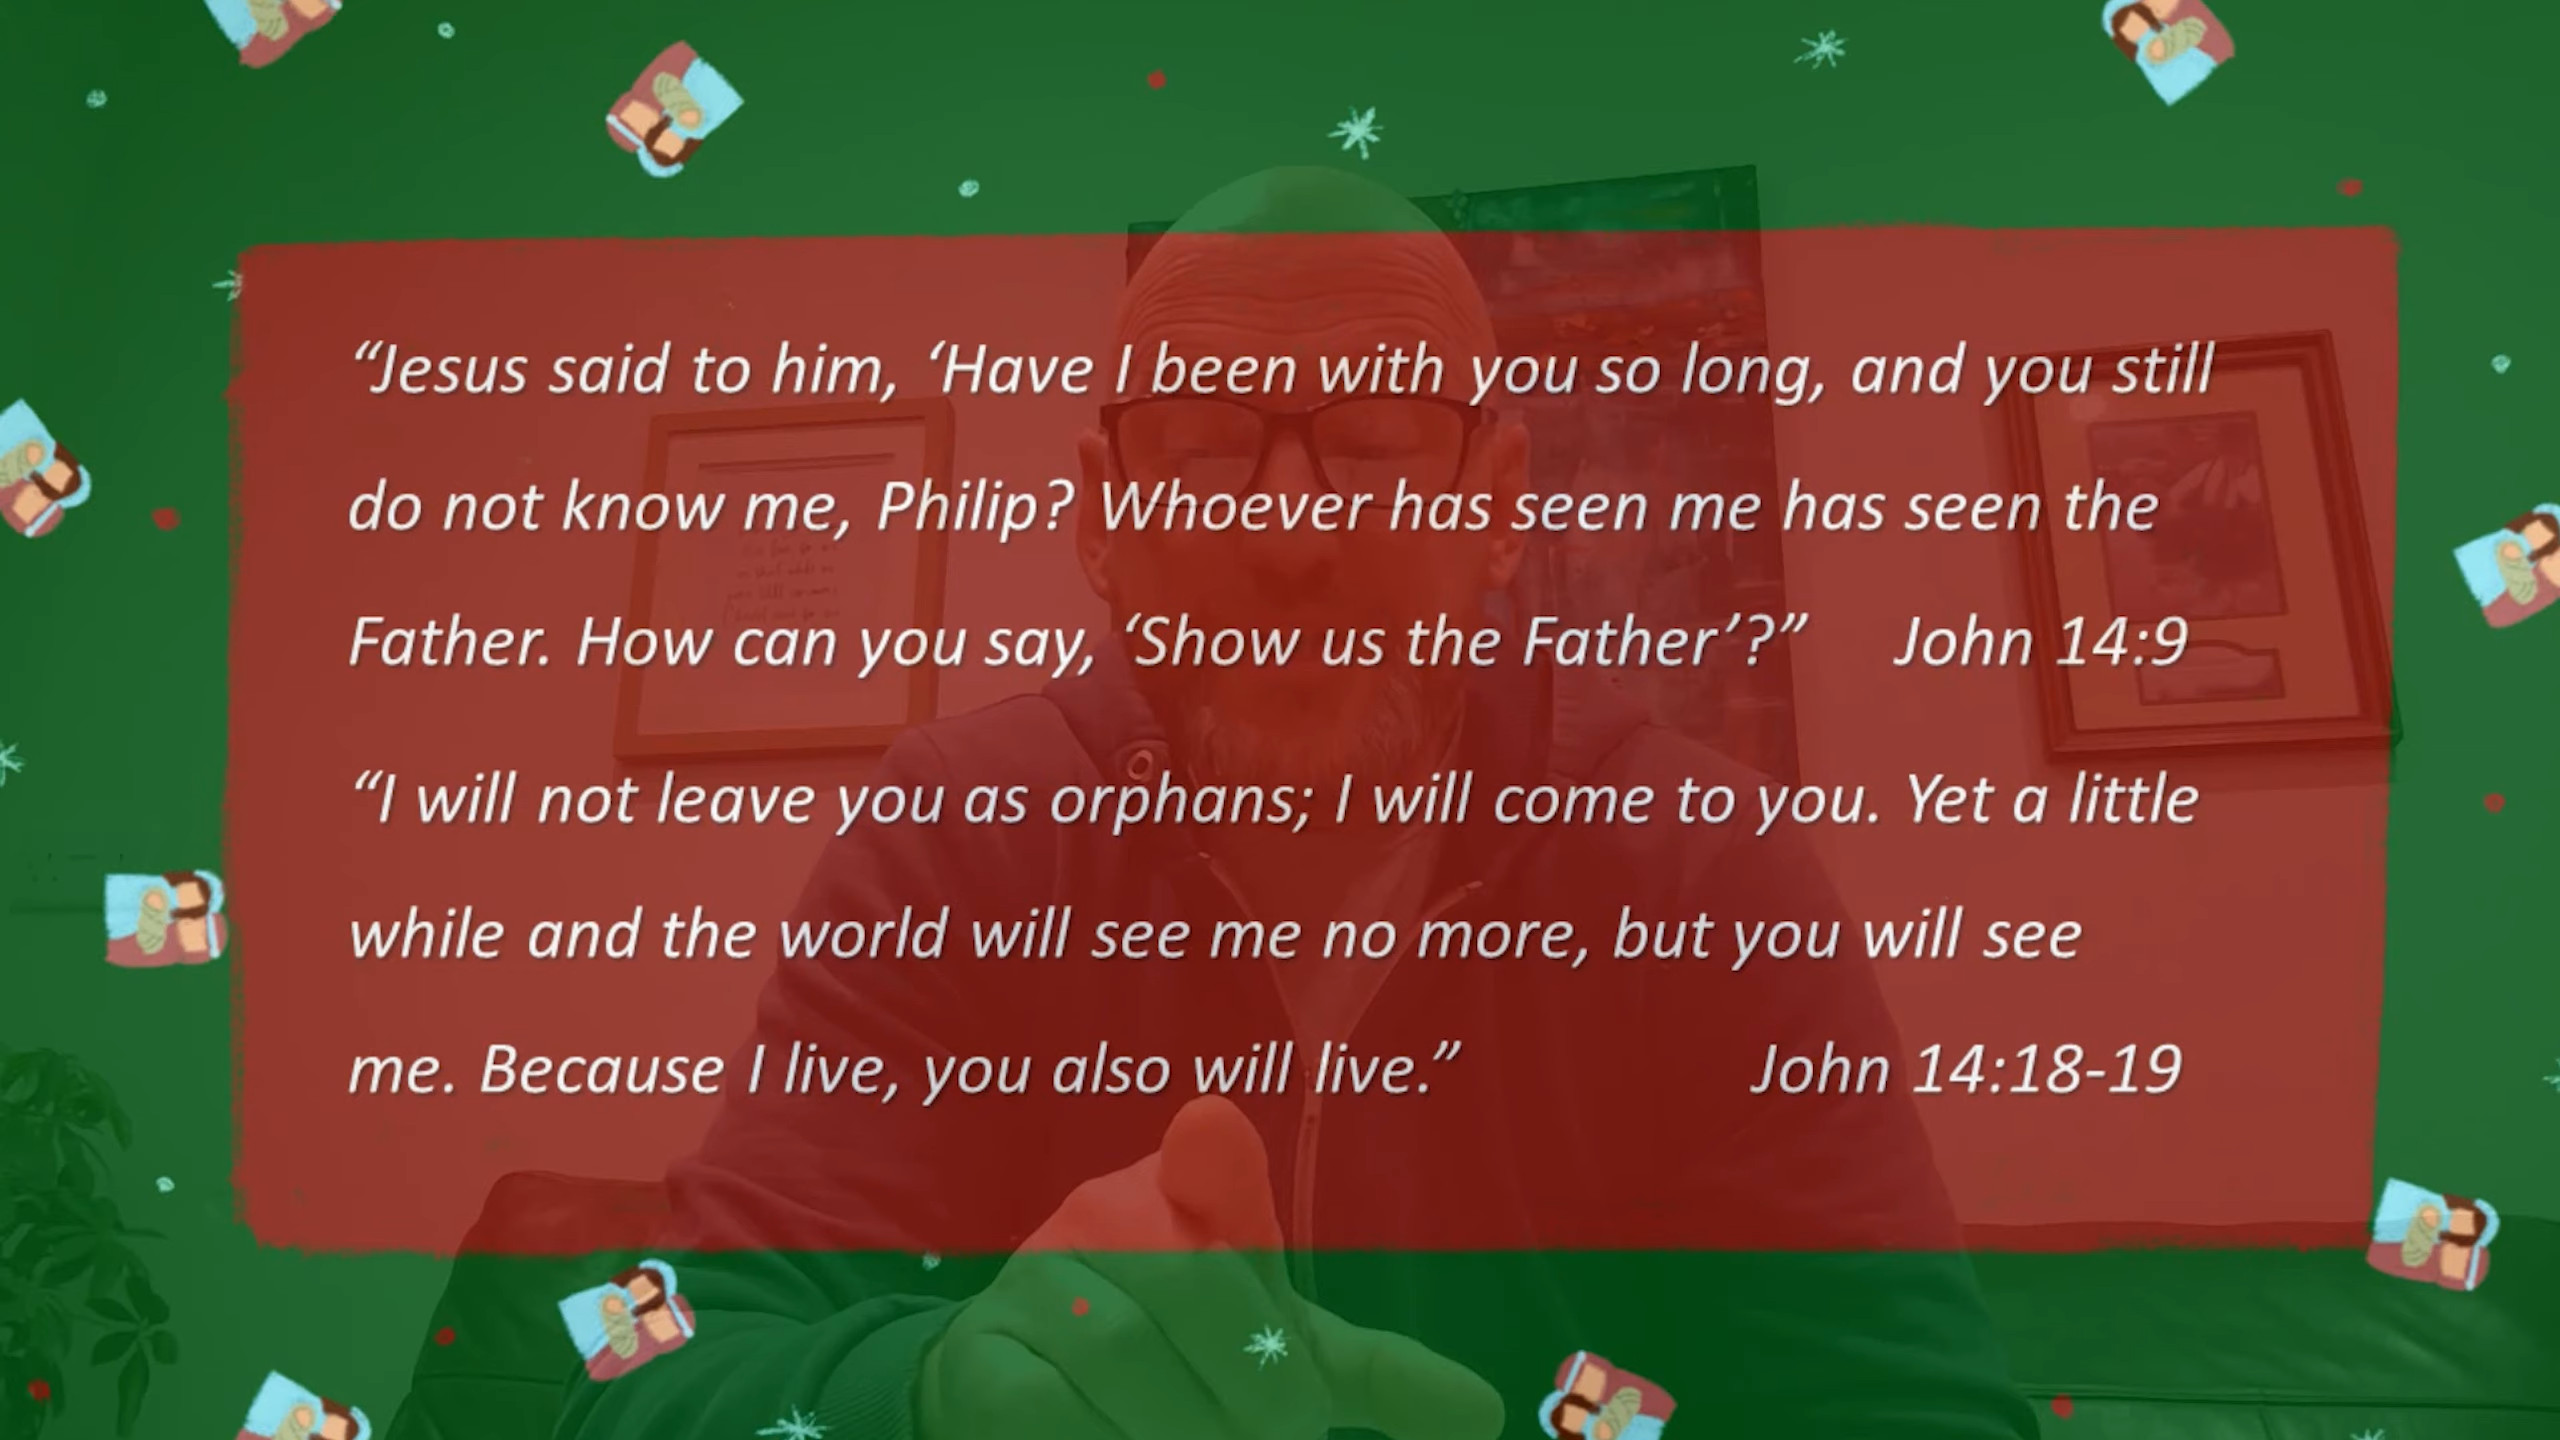 “Jesus said to him, ‘Have I been with you so long, and you still
do not know me, Philip? Whoever has seen me has seen the
Father. How can you say, ‘Show us the Father’?” John 14:9
“I will not leave you as orphans; I will come to you. Yet a little
while and the world will see me no more, but you will see
me. Because I live, you also will live.” John 14:18-19